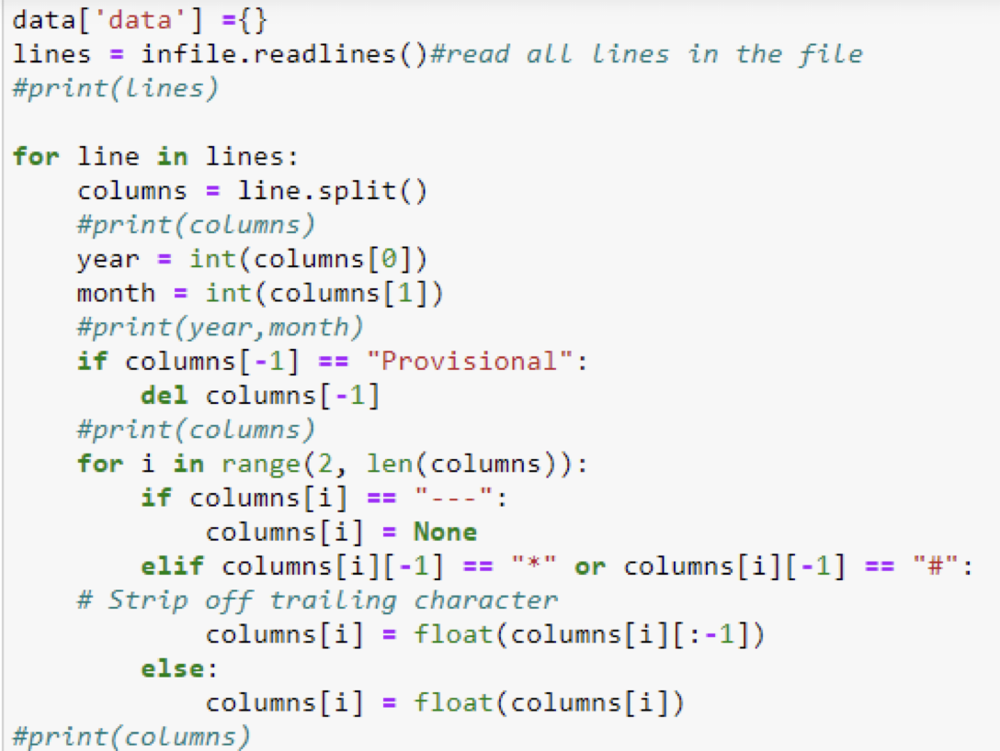 data['data'] ={}
lines = infile.readlines()#read all lines in the file
#print(lines)

for line in lines:
    columns = line.split()
    #print(columns)
    year = int(columns[0])
    month = int(columns[1])
    #print(year,month)
    if columns[-1] == "Provisional":
        del columns[-1]
    #print(columns)
    for i in range(2, len(columns)):
        if columns[i] == "---":
            columns[i] = None
        elif columns[i][-1] == "*" or columns[i][-1] == "#":
    # Strip off trailing character
            columns[i] = float(columns[i][:-1])
        else:
            columns[i] = float(columns[i])
#print(columns)